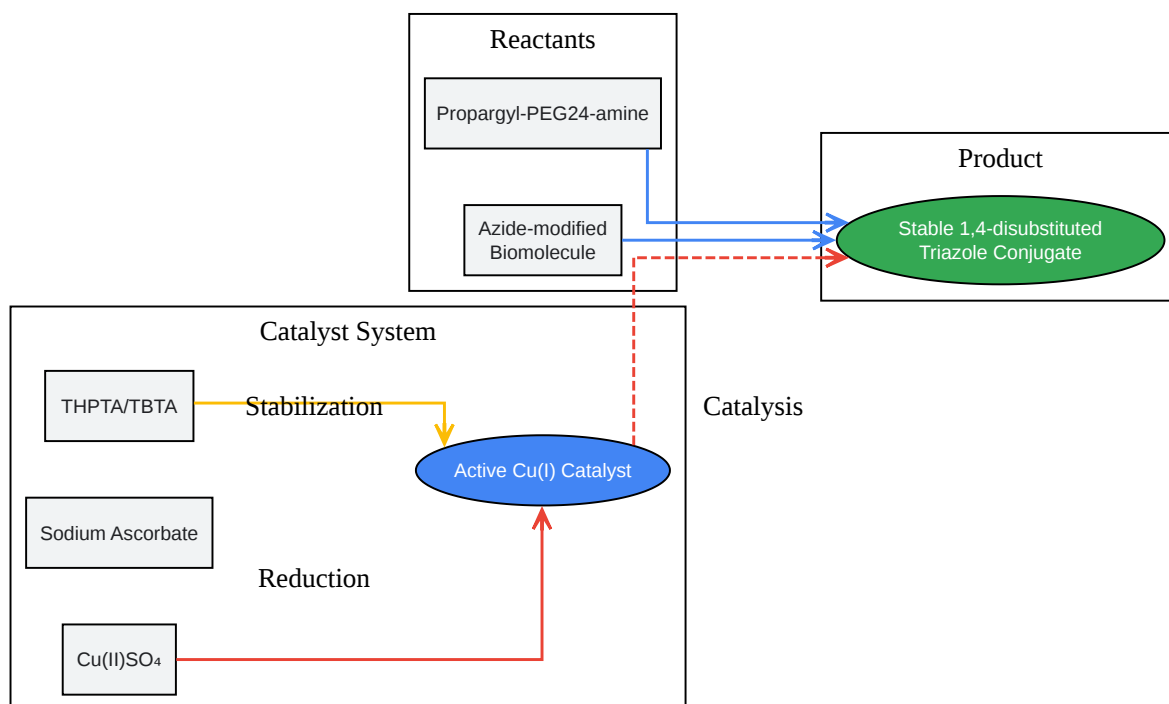 Reactants
Propargyl-PEG24-amine
Azide-modified
Biomolecule
Product
Stable 1,4-disubstituted
Triazole Conjugate
Catalyst System
THPTA/TBTA
Stabilization
Catalysis
Active Cu(I) Catalyst
Sodium Ascorbate
Reduction
Cu(II)SO₄